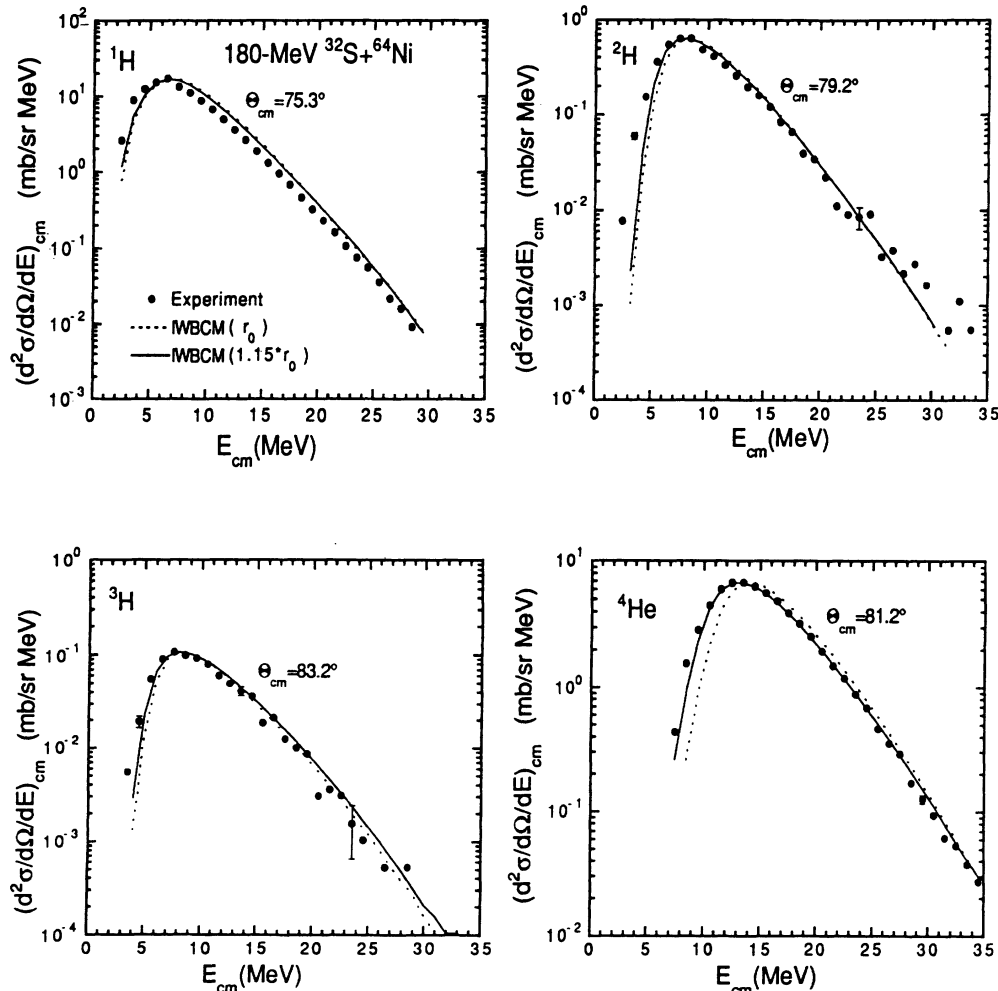 ¹H
180-MeV ³²S+⁶⁴Ni
Θcm=75.3°
10²
10¹
10⁰
10⁻¹
10⁻²
10⁻³
(d²σ/dΩ/dE)cm (mb/sr MeV)
Experiment
IWBCM ( r₀ )
IWBCM (1.15*r₀ )
0 5 10 15 20 25 30 35
Ecm(MeV)
²H
Θcm=79.2°
10⁰
10⁻¹
10⁻²
10⁻³
10⁻⁴
(d²σ/dΩ/dE)cm (mb/sr MeV)
0 5 10 15 20 25 30 35
Ecm(MeV)
³H
Θcm=83.2°
10⁰
10⁻¹
10⁻²
10⁻³
10⁻⁴
(d²σ/dΩ/dE)cm (mb/sr MeV)
0 5 10 15 20 25 30 35
Ecm(MeV)
⁴He
Θcm=81.2°
10¹
10⁰
10⁻¹
10⁻²
(d²σ/dΩ/dE)cm (mb/sr MeV)
0 5 10 15 20 25 30 35
Ecm(MeV)